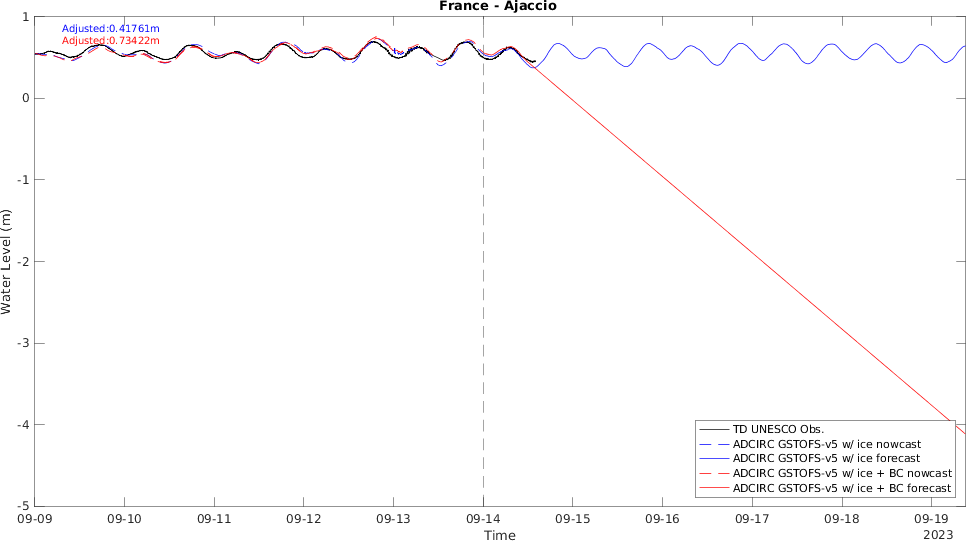 France - Ajaccio
Adjusted:0.41761m
Adjusted:0.73422m
1
0
-1
-2
-3
-4
-5
Water Level (m)
09-09 09-10 09-11 09-12 09-13 09-14 09-15 09-16 09-17 09-18 09-19
Time
2023
TD UNESCO Obs.
ADCIRC GSTOFS-v5 w/ ice nowcast
ADCIRC GSTOFS-v5 w/ ice forecast
ADCIRC GSTOFS-v5 w/ ice + BC nowcast
ADCIRC GSTOFS-v5 w/ ice + BC forecast